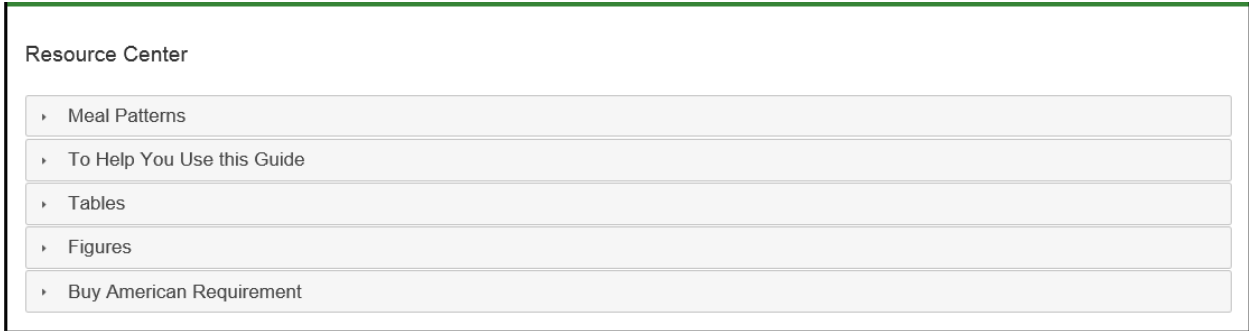 Resource Center
Meal Patterns
To Help You Use this Guide
Tables
Figures
Buy American Requirement